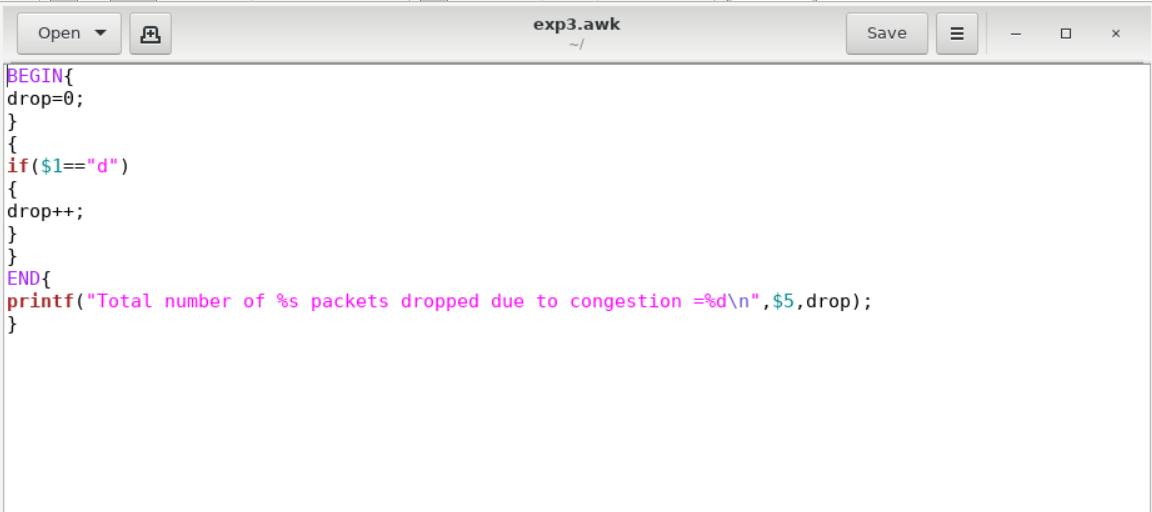 Open
exp3.awk
~/
Save
BEGIN{
drop=0;
}
{
if($1=="d")
{
drop++;
}
}
END{
printf("Total number of %s packets dropped due to congestion =%d\n",$5,drop);
}